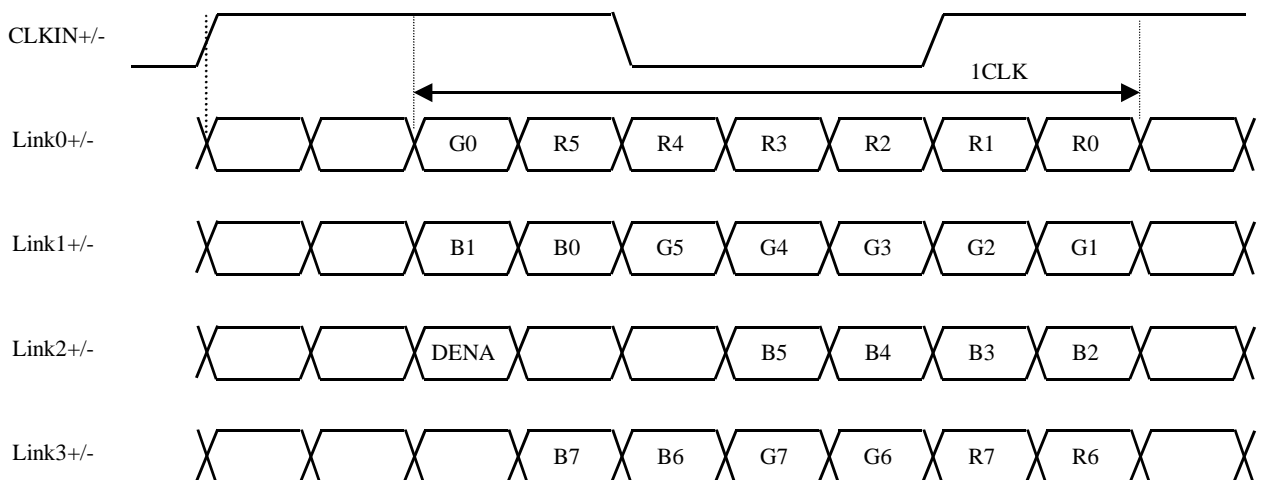 CLKIN+/-
1CLK
Link0+/- G0 R5 R4 R3 R2 R1 R0
Link1+/- B1 B0 G5 G4 G3 G2 G1
Link2+/- DENA B5 B4 B3 B2
Link3+/- B7 B6 G7 G6 R7 R6